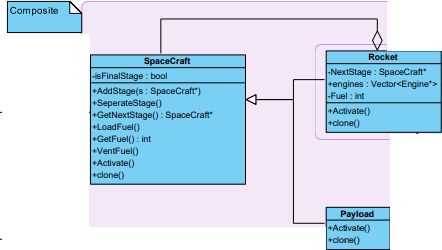 Composite
SpaceCraft
-isFinalStage : bool
+AddStage(s : SpaceCraft*)
+SeperateStage()
+GetNextStage() : SpaceCraft*
+LoadFuel()
+GetFuel() : int
+VentFuel()
+Activate()
+clone()
Rocket
-NextStage : SpaceCraft*
+engines : Vector<Engine*>
-Fuel : int
+Activate()
+clone()
Payload
+Activate()
+clone()